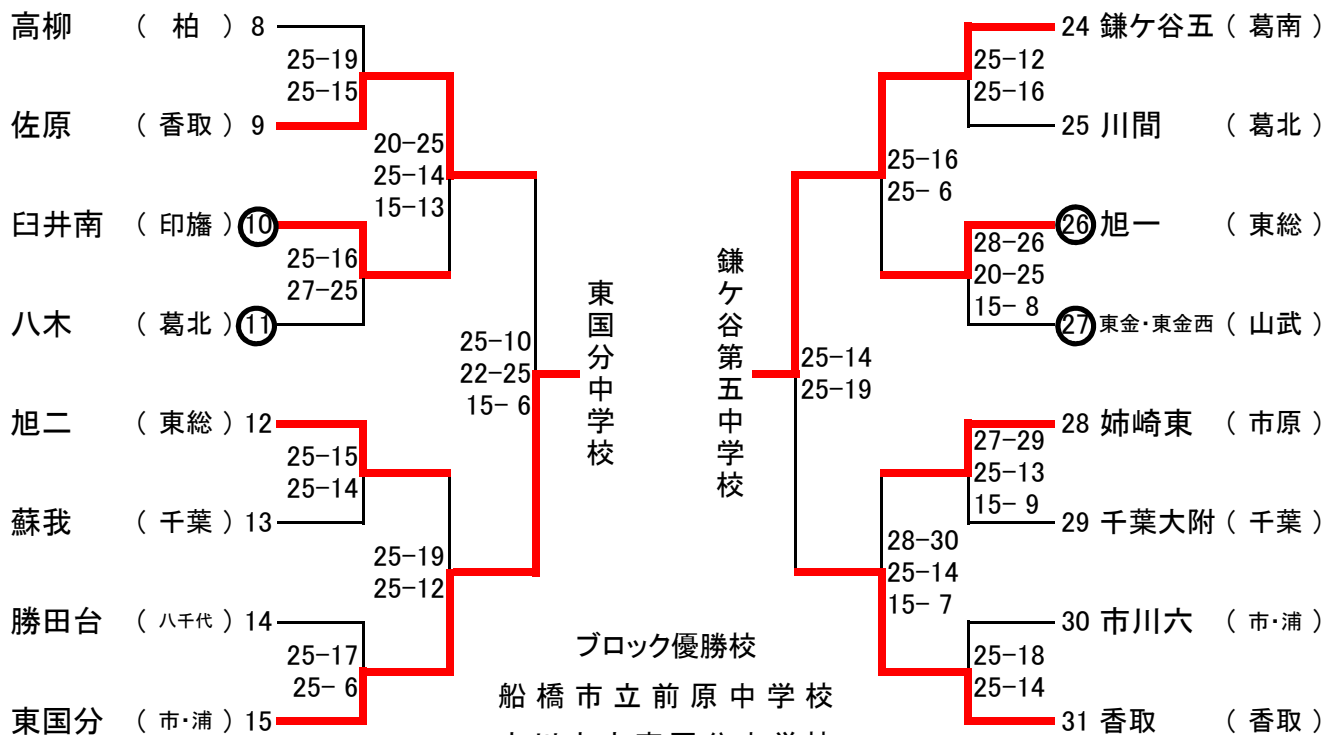 高柳 （ 柏 ） 8
25-19
25-15
佐原 （ 香取 ） 9
20-25
25-14
15-13
臼井南 （ 印旛 ） 10
25-16
27-25
八木 （ 葛北 ） 11
25-10
22-25
15- 6
東国分中学校
旭二 （ 東総 ） 12
25-15
25-14
蘇我 （ 千葉 ） 13
25-19
25-12
勝田台 （ 八千代 ） 14
25-17
25- 6
東国分 （ 市･浦 ） 15
24 鎌ケ谷五 （ 葛南 ）
25-12
25-16
25 川間 （ 葛北 ）
25-16
25- 6
26 旭一 （ 東総 ）
28-26
20-25
15- 8
27 東金･東金西 （ 山武 ）
鎌ケ谷第五中学校
25-14
25-19
28 姉崎東 （ 市原 ）
27-29
25-13
15- 9
29 千葉大附 （ 千葉 ）
28-30
25-14
15- 7
30 市川六 （ 市･浦 ）
25-18
25-14
31 香取 （ 香取 ）
ブロック優勝校
船橋市立前原中学校